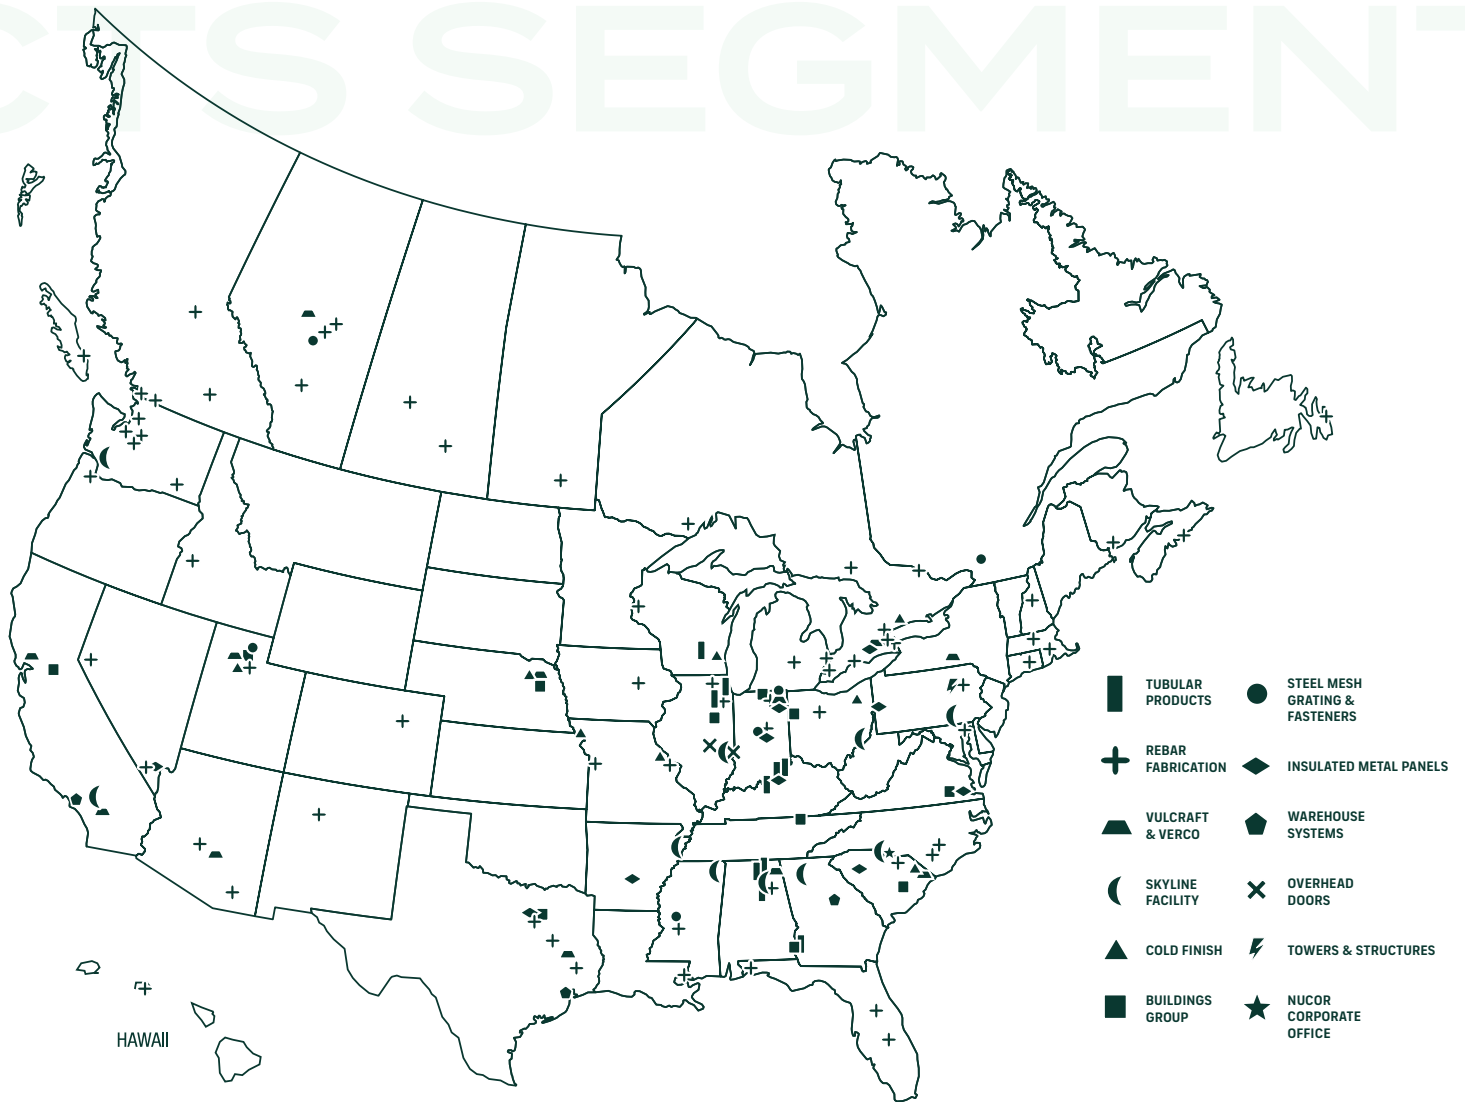 CTS SEGMENT
HAWAII
TUBULAR
PRODUCTS
REBAR
FABRICATION
VULCRAFT
& VERCO
SKYLINE
FACILITY
COLD FINISH
BUILDINGS
GROUP
STEEL MESH
GRATING &
FASTENERS
INSULATED METAL PANELS
WAREHOUSE
SYSTEMS
OVERHEAD
DOORS
TOWERS & STRUCTURES
NUCOR
CORPORATE
OFFICE